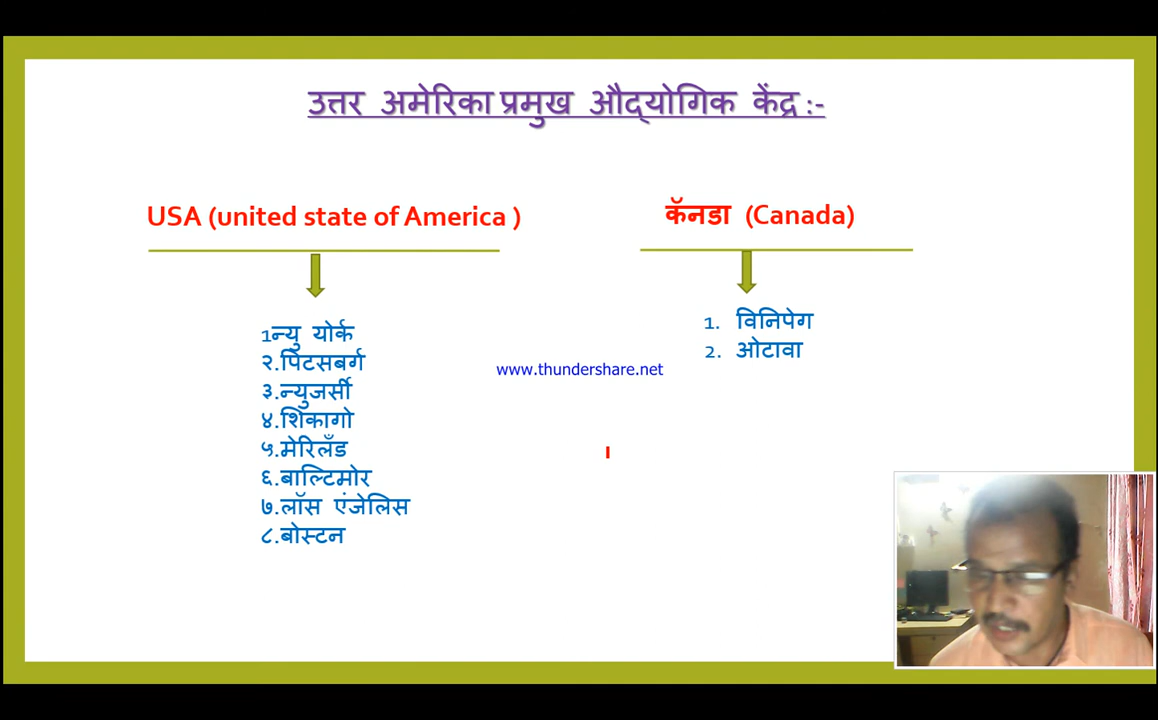 उत्तर अमेरिका प्रमुख औद्योगिक केंद्र :-
USA (united state of America )
1न्यु योर्क
२.पिटसबर्ग
३.न्युजर्सी
४.शिकागो
५.मेरिलँड
६.बाल्टिमोर
७.लॉस एंजेलिस
८.बोस्टन
कॅनडा (Canada)
1. विनिपेग
2. ओटावा
www.thundershare.net